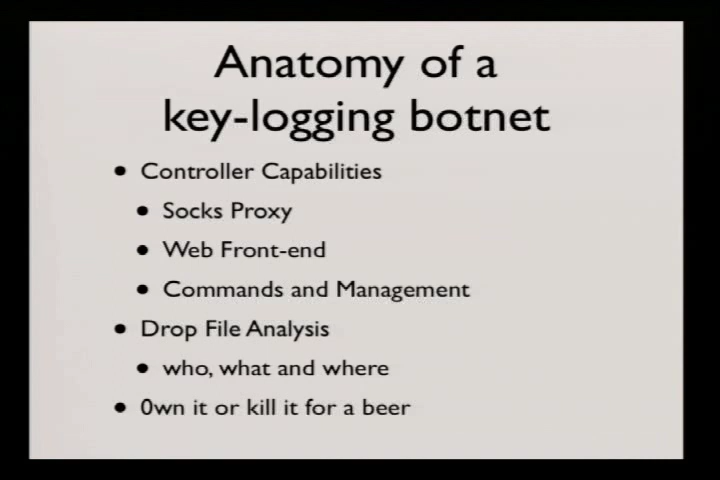 Anatomy of a
key-logging botnet
• Controller Capabilities
• Socks Proxy
• Web Front-end
• Commands and Management
• Drop File Analysis
• who, what and where
• 0wn it or kill it for a beer